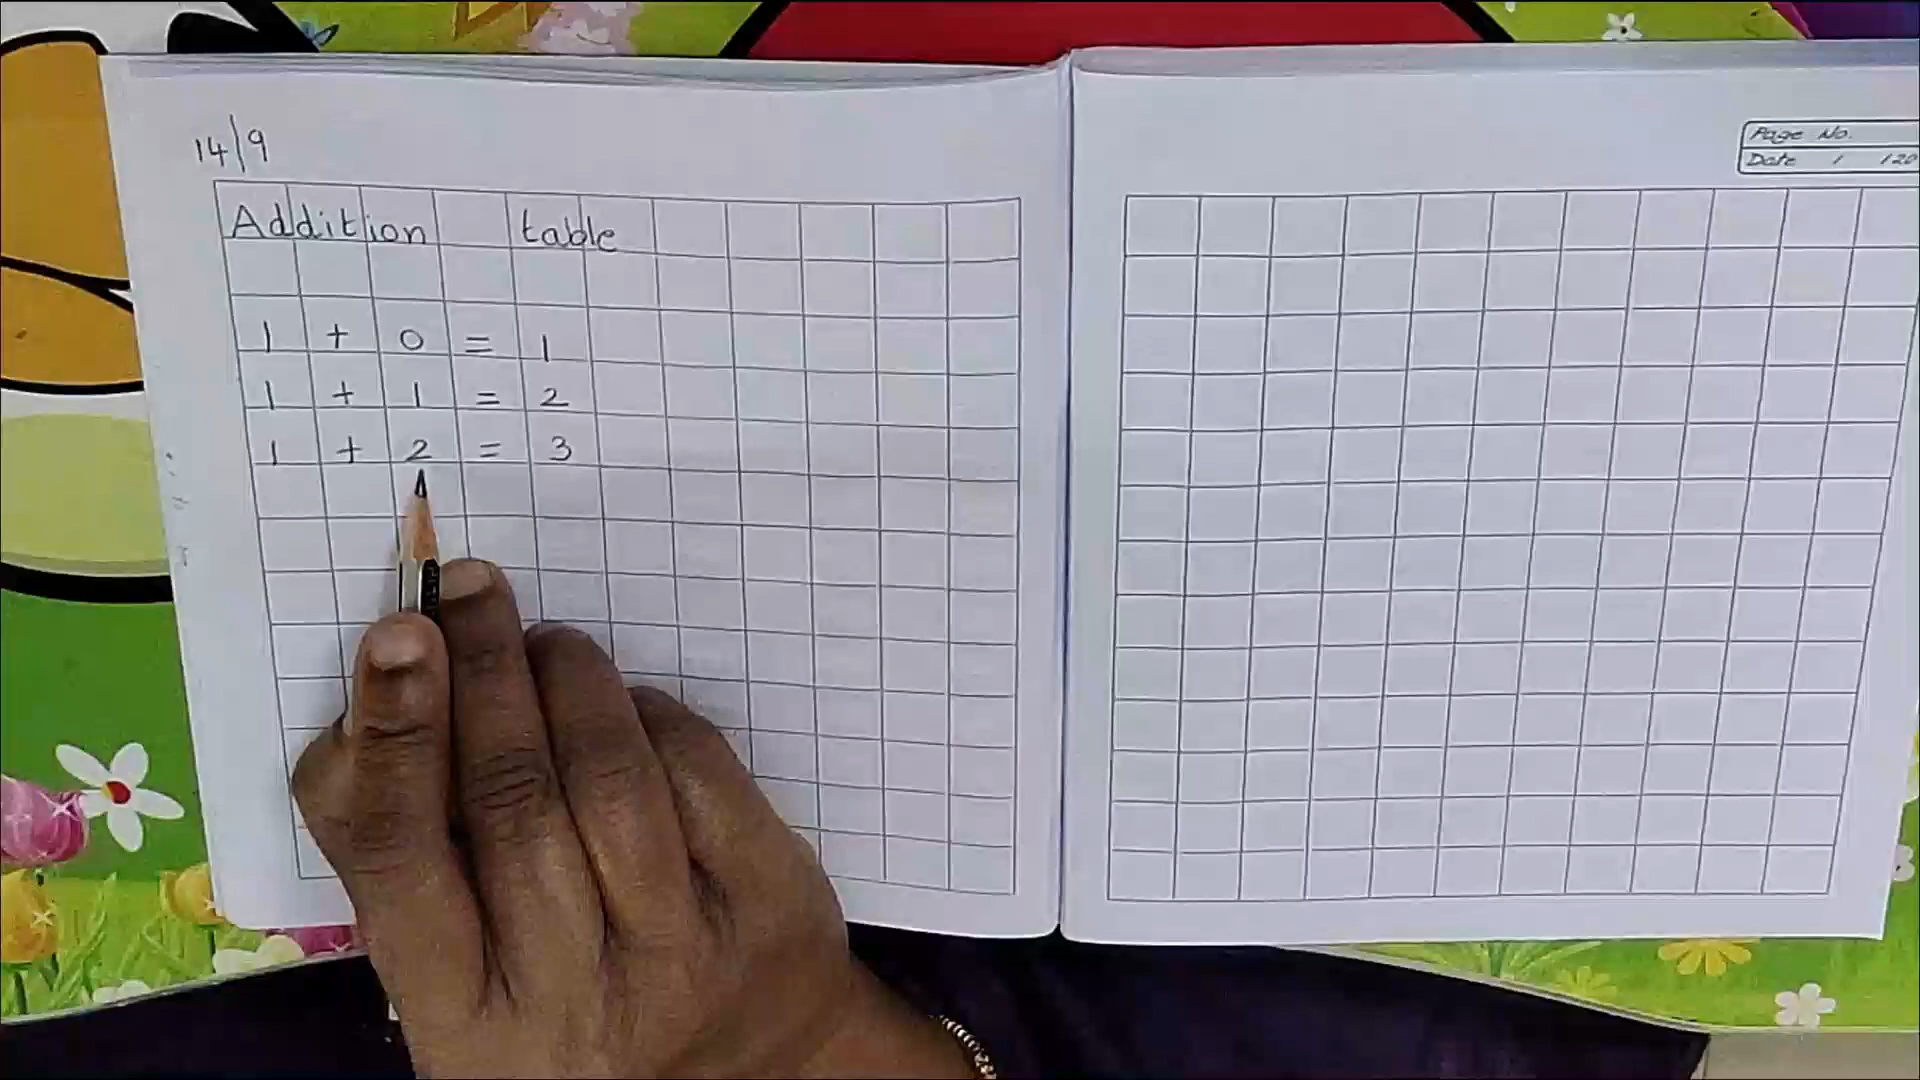 14/9
Addition table
1 + 0 = 1
1 + 1 = 2
1 + 2 = 3
Page No.
Date / /20